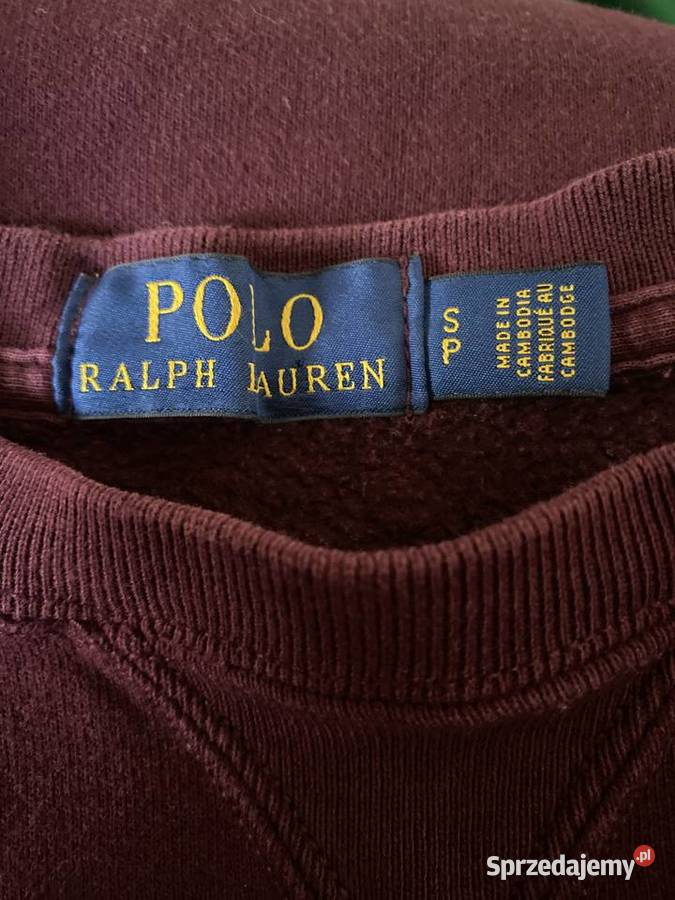 POLO
RALPH LAUREN
S
P
MADE IN
CAMBODIA
FABRIQUÉ AU
CAMBODGE
Sprzedajemy.pl